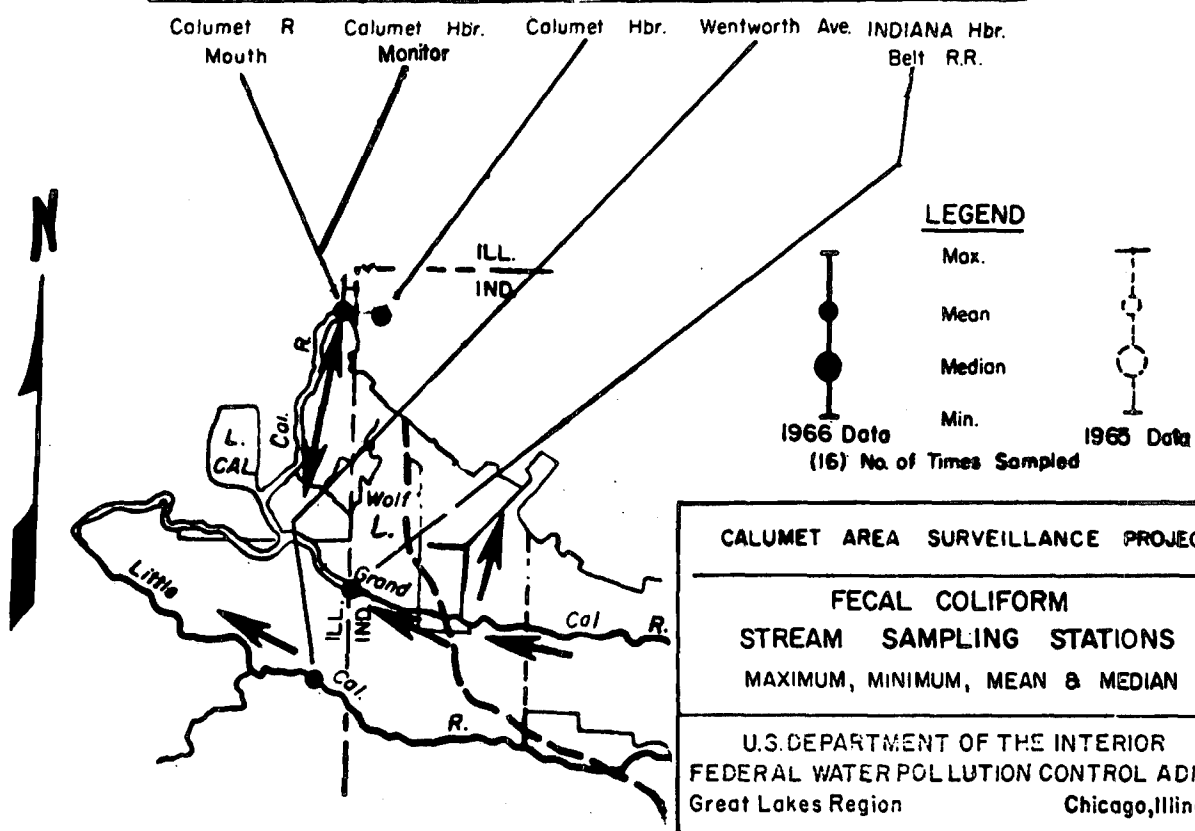 Calumet R Calumet Hbr. Calumet Hbr. Wentworth Ave. INDIANA Hbr.
Mouth Monitor Belt R.R.
N
LEGEND
Max.
Mean
Median
Min.
1966 Data 1965 Data
(16) No. of Times Sampled
ILL.
IND.
R.
Cal.
L.
CAL
Wolf
L.
Grand
Cal R.
Little
ILL.
IND.
Cal.
R.
CALUMET AREA SURVEILLANCE PROJEC
FECAL COLIFORM
STREAM SAMPLING STATIONS
MAXIMUM, MINIMUM, MEAN & MEDIAN
U.S. DEPARTMENT OF THE INTERIOR
FEDERAL WATER POLLUTION CONTROL ADM
Great Lakes Region Chicago, Illin